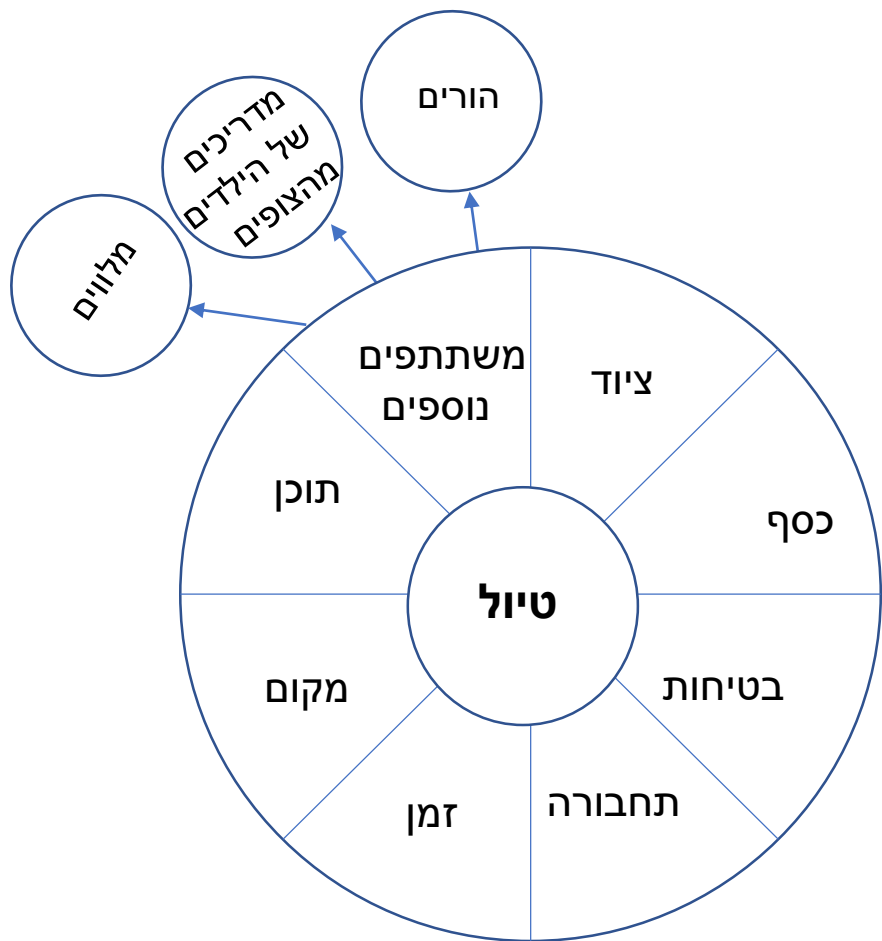 הורים
מדריכים
של הילדים
מהצופים
מלווים
משתתפים
נוספים
ציוד
כסף
בטיחות
תחבורה
זמן
מקום
תוכן
טיול